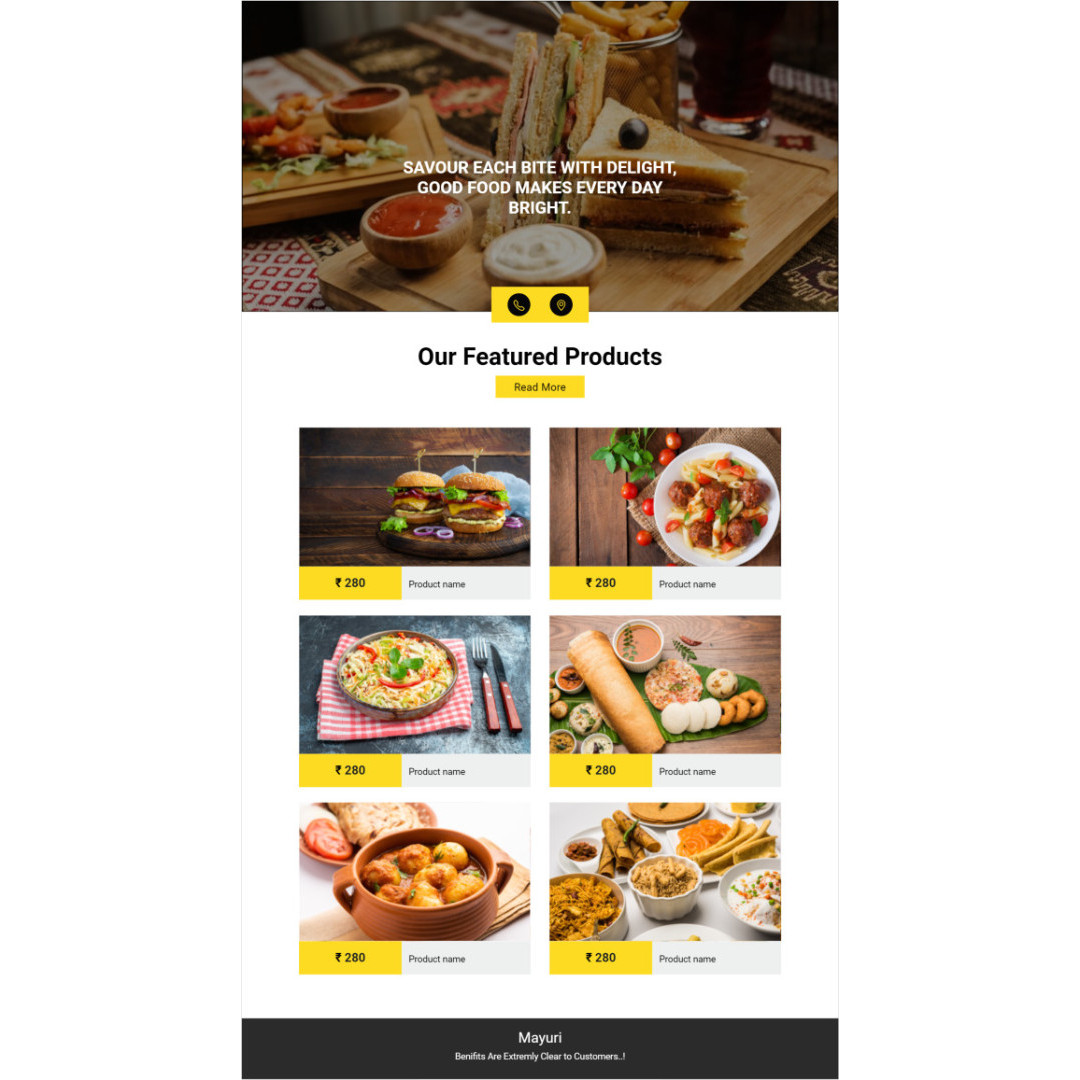 SAVOUR EACH BITE WITH DELIGHT,
GOOD FOOD MAKES EVERY DAY
BRIGHT.
Our Featured Products
Read More
₹ 280 Product name
₹ 280 Product name
₹ 280 Product name
₹ 280 Product name
₹ 280 Product name
₹ 280 Product name
Mayuri
Benifits Are Extremly Clear to Customers..!